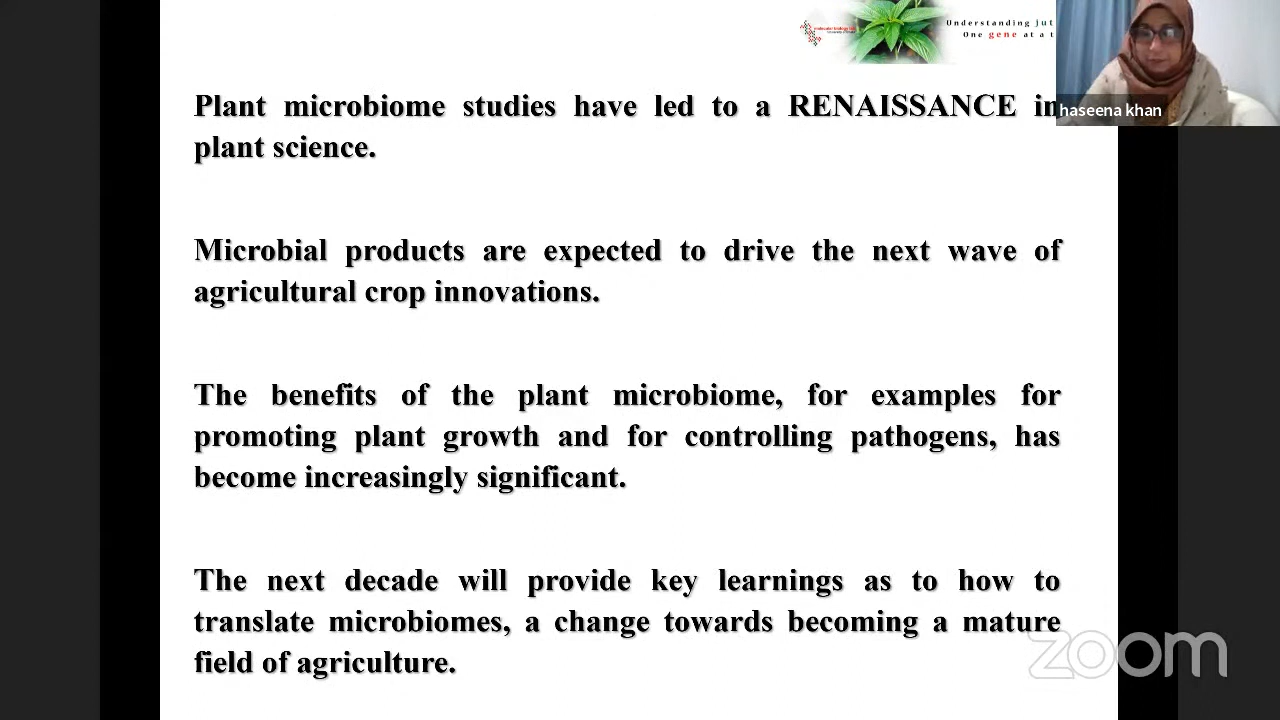 Understanding jut
One gene at a t
haseena khan
Plant microbiome studies have led to a RENAISSANCE in
plant science.
Microbial products are expected to drive the next wave of
agricultural crop innovations.
The benefits of the plant microbiome, for examples for
promoting plant growth and for controlling pathogens, has
become increasingly significant.
The next decade will provide key learnings as to how to
translate microbiomes, a change towards becoming a mature
field of agriculture.
zoom